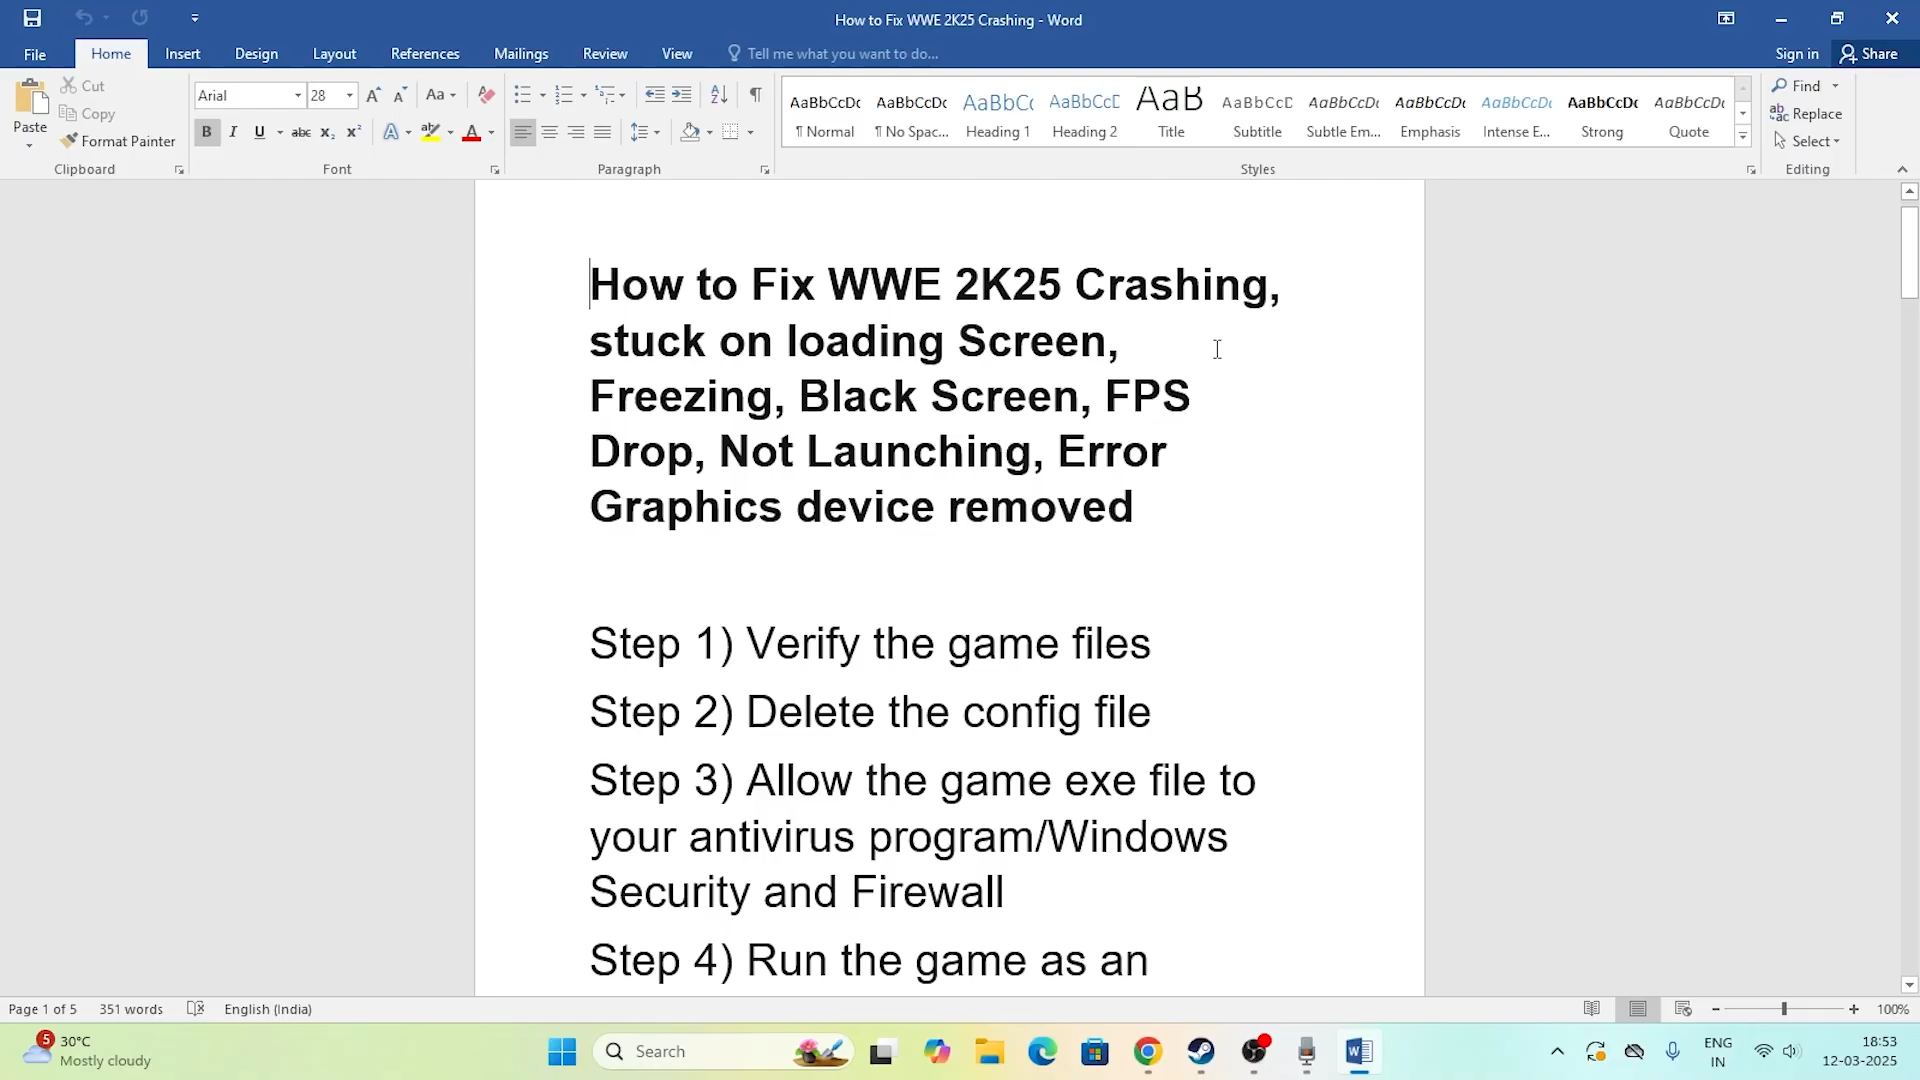 How to Fix WWE 2K25 Crashing - Word
File Home Insert Design Layout References Mailings Review View Tell me what you want to do... Sign in Share
Paste Cut Copy Format Painter Clipboard
Arial 28 Aa B I U abc x₂ x² A ab A Font
Paragraph
AaBbCcDc AaBbCcDc AaBbCc AaBbCcD AaB AaBbCcD AaBbCcDc AaBbCcDc AaBbCcDc AaBbCcDc AaBbCcDc
¶ Normal ¶ No Spac... Heading 1 Heading 2 Title Subtitle Subtle Em... Emphasis Intense E... Strong Quote
Styles
Find
Replace
Select
Editing
How to Fix WWE 2K25 Crashing,
stuck on loading Screen,
Freezing, Black Screen, FPS
Drop, Not Launching, Error
Graphics device removed
Step 1) Verify the game files
Step 2) Delete the config file
Step 3) Allow the game exe file to
your antivirus program/Windows
Security and Firewall
Step 4) Run the game as an
Page 1 of 5 351 words English (India) 100%
5 30°C
Mostly cloudy
Search
ENG
IN
18:53
12-03-2025